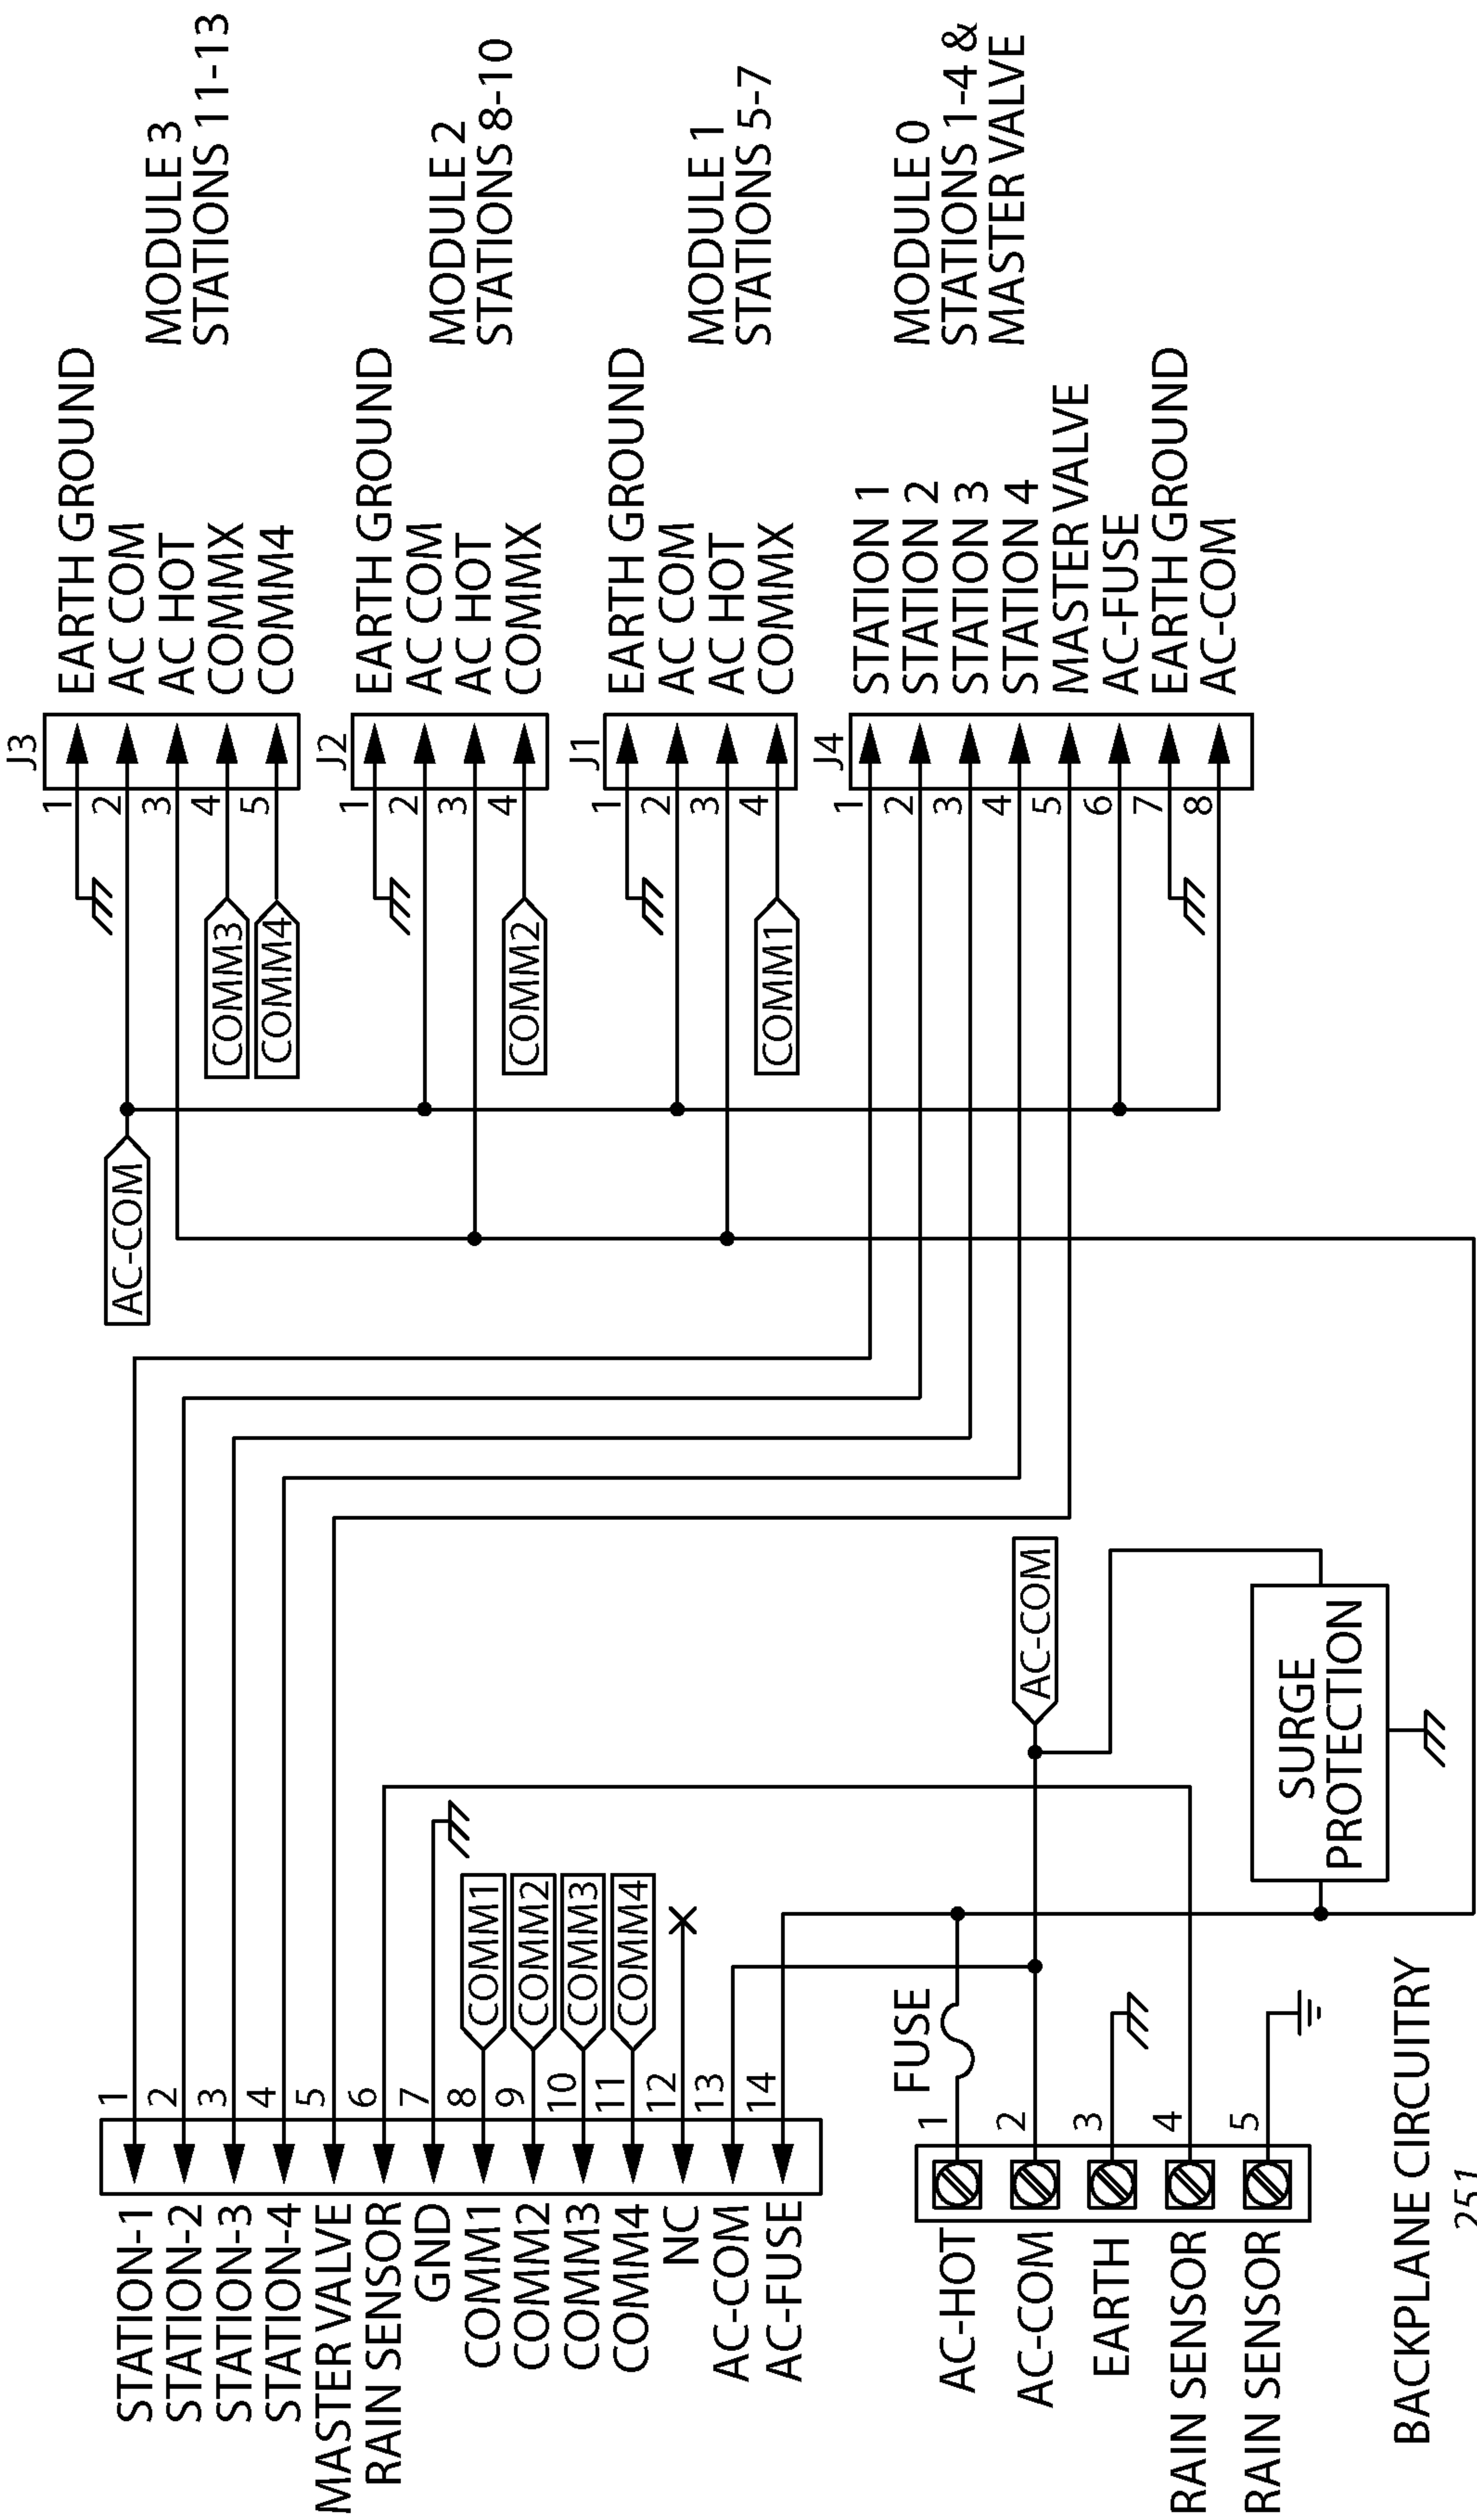 STATION-1
STATION-2
STATION-3
STATION-4
MASTER VALVE
RAIN SENSOR
GND
COMM1
COMM2
COMM3
COMM4
NC
AC-COM
AC-FUSE
1
2
3
4
5
6
7
8
9
10
11
12
13
14
COMM1
COMM2
COMM3
COMM4
AC-HOT
AC-COM
EARTH
RAIN SENSOR
RAIN SENSOR
1
2
3
4
5
FUSE
AC-COM
SURGE
PROTECTION
AC-COM
J3
1
2
3
4
5
COMM3
COMM4
EARTH GROUND
AC COM
AC HOT
COMMX
COMM4
MODULE 3
STATIONS 11-13
J2
1
2
3
4
COMM2
EARTH GROUND
AC COM
AC HOT
COMMX
MODULE 2
STATIONS 8-10
J1
1
2
3
4
COMM1
EARTH GROUND
AC COM
AC HOT
COMMX
MODULE 1
STATIONS 5-7
J4
1
2
3
4
5
6
7
8
STATION 1
STATION 2
STATION 3
STATION 4
MASTER VALVE
AC-FUSE
EARTH GROUND
AC-COM
MODULE 0
STATIONS 1-4 &
MASTER VALVE
BACKPLANE CIRCUITRY
251